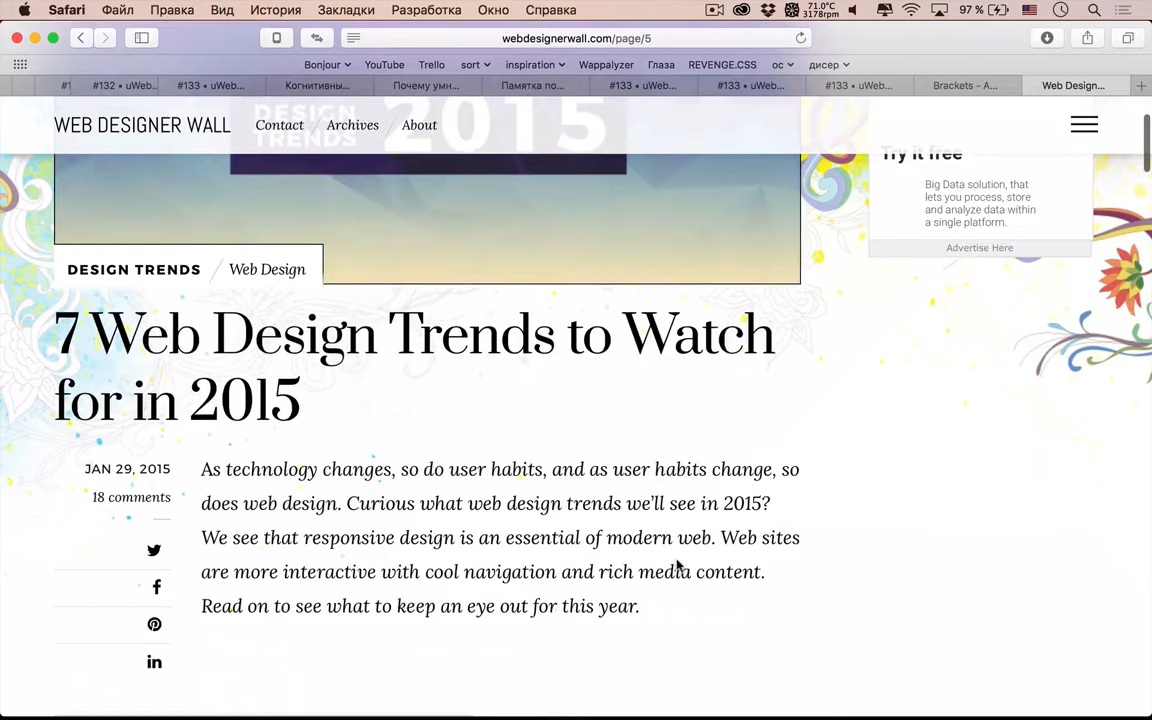 Safari Файл Правка Вид История Закладки Разработка Окно Справка 71.0°C 3178rpm 97 %
webdesignerwall.com/page/5
Bonjour YouTube Trello sort inspiration Wappalyzer Глаза REVENGE.CSS ос дисер
#1 #132 • uWeb... #133 • uWeb... Когнитивны... Почему умн... Памятка по... #133 • uWeb... #133 • uWeb... #133 • uWeb... Brackets - A... Web Design...
DESIGN TRENDS 2015
WEB DESIGNER WALL Contact / Archives / About
Try it free
Big Data solution, that
lets you process, store
and analyze data within
a single platform.
Advertise Here
DESIGN TRENDS / Web Design
7 Web Design Trends to Watch
for in 2015
JAN 29, 2015
18 comments
As technology changes, so do user habits, and as user habits change, so
does web design. Curious what web design trends we'll see in 2015?
We see that responsive design is an essential of modern web. Web sites
are more interactive with cool navigation and rich media content.
Read on to see what to keep an eye out for this year.